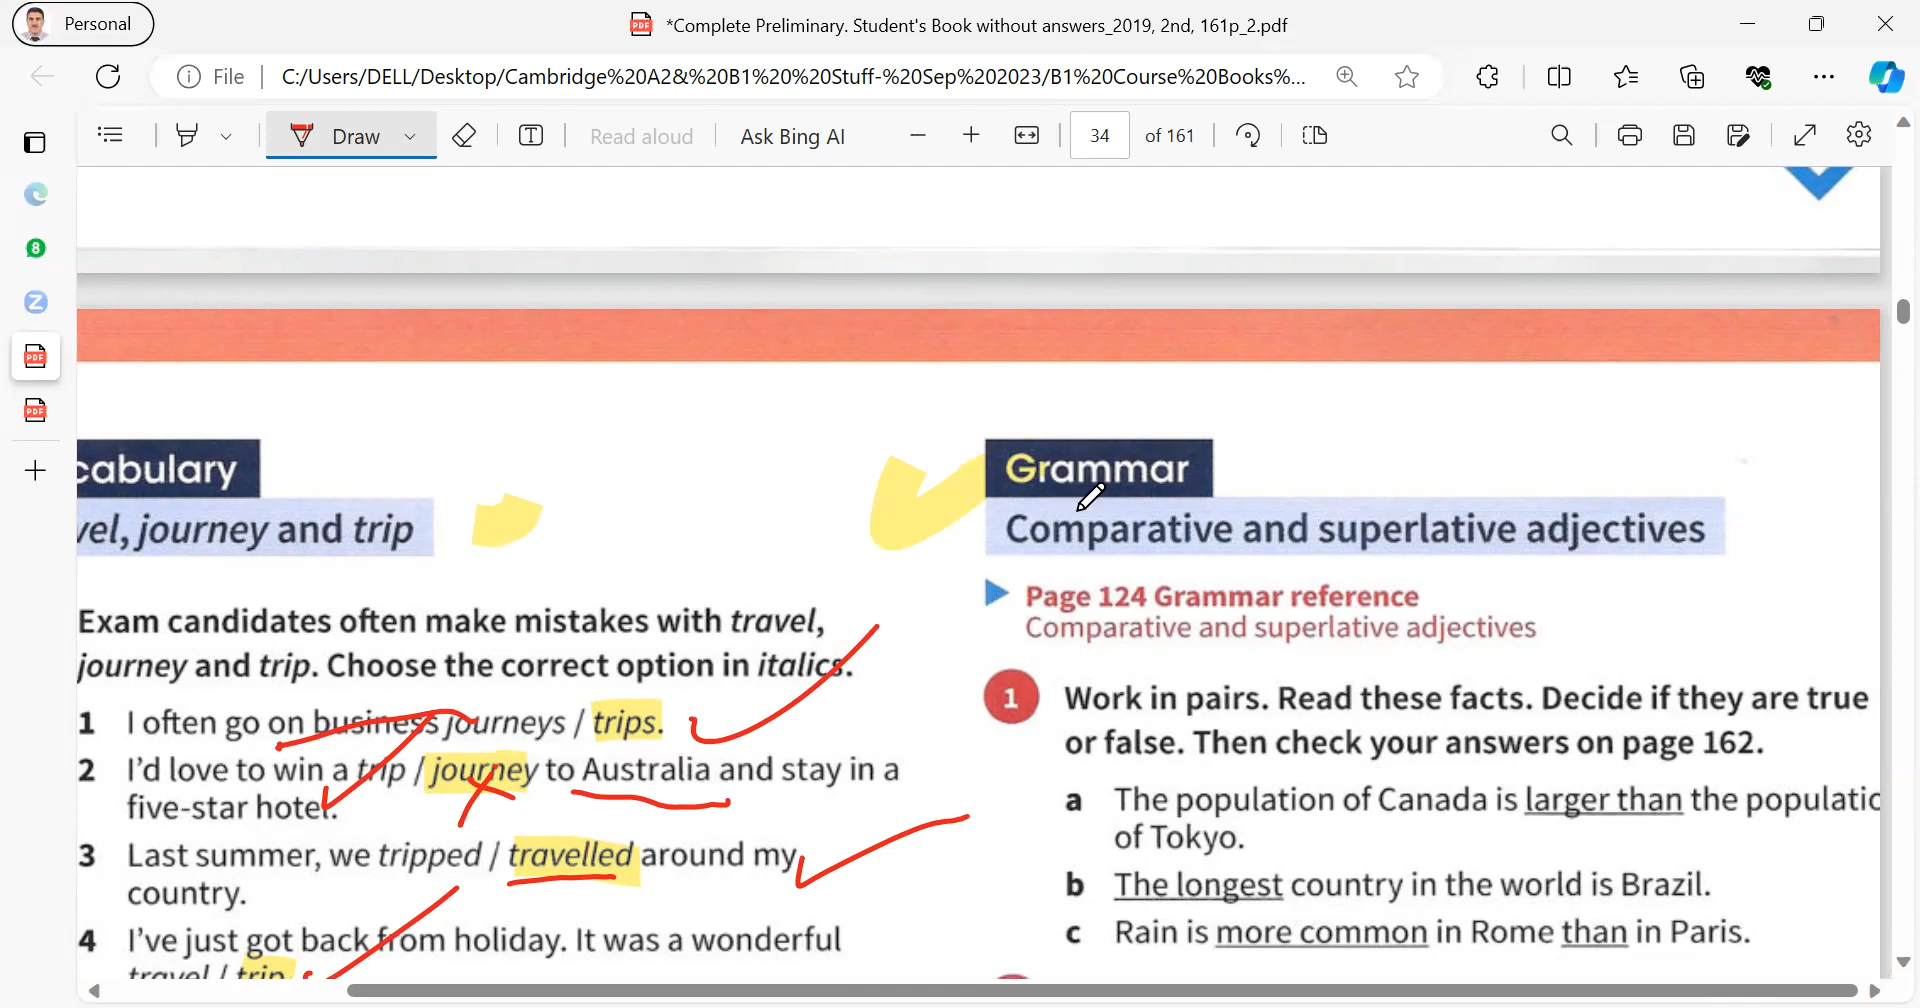 Personal
*Complete Preliminary. Student's Book without answers_2019, 2nd, 161p_2.pdf
File
C:/Users/DELL/Desktop/Cambridge%20A2&%20B1%20%20Stuff-%20Sep%202023/B1%20Course%20Books%...
Draw
Read aloud
Ask Bing AI
34 of 161
cabulary
vel, journey and trip
Exam candidates often make mistakes with travel,
journey and trip. Choose the correct option in italics.
1 I often go on business journeys / trips.
2 I'd love to win a trip / journey to Australia and stay in a
five-star hotel.
3 Last summer, we tripped / travelled around my
country.
4 I've just got back from holiday. It was a wonderful
travel / trip
Grammar
Comparative and superlative adjectives
Page 124 Grammar reference
Comparative and superlative adjectives
1 Work in pairs. Read these facts. Decide if they are true
or false. Then check your answers on page 162.
a The population of Canada is larger than the populatic
of Tokyo.
b The longest country in the world is Brazil.
c Rain is more common in Rome than in Paris.